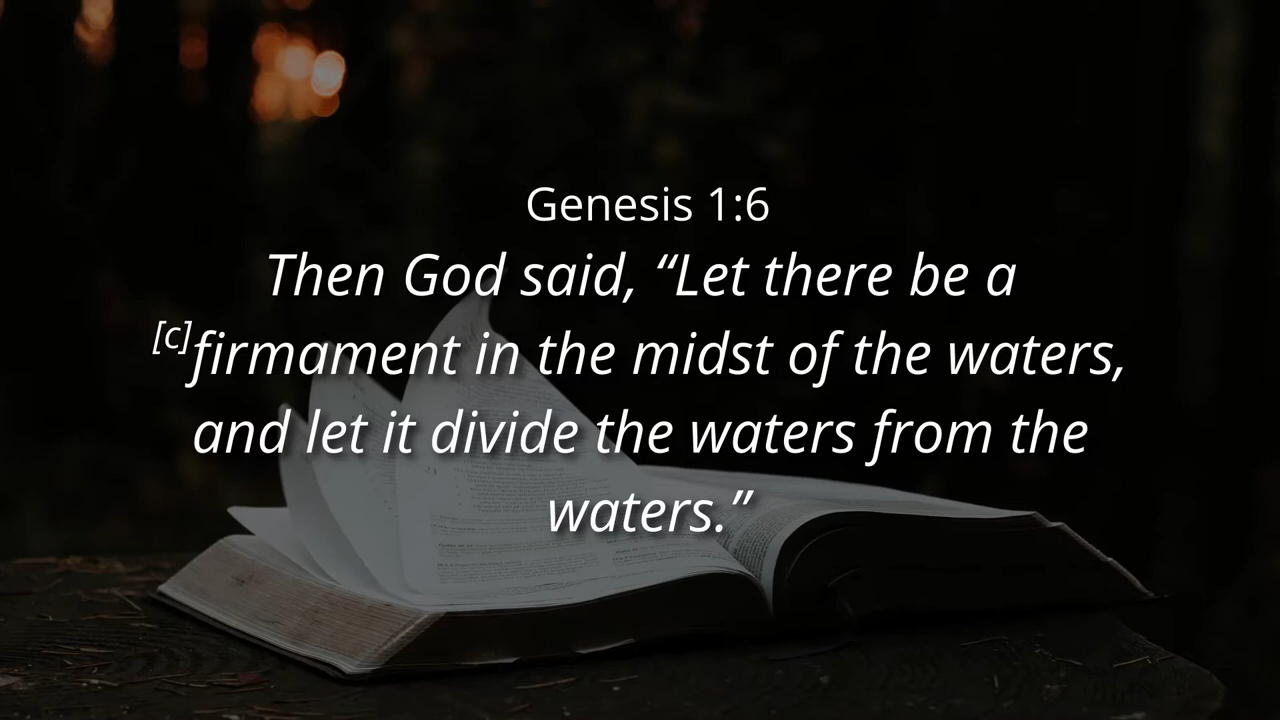 Genesis 1:6
Then God said, “Let there be a
[c]firmament in the midst of the waters,
and let it divide the waters from the
waters.”